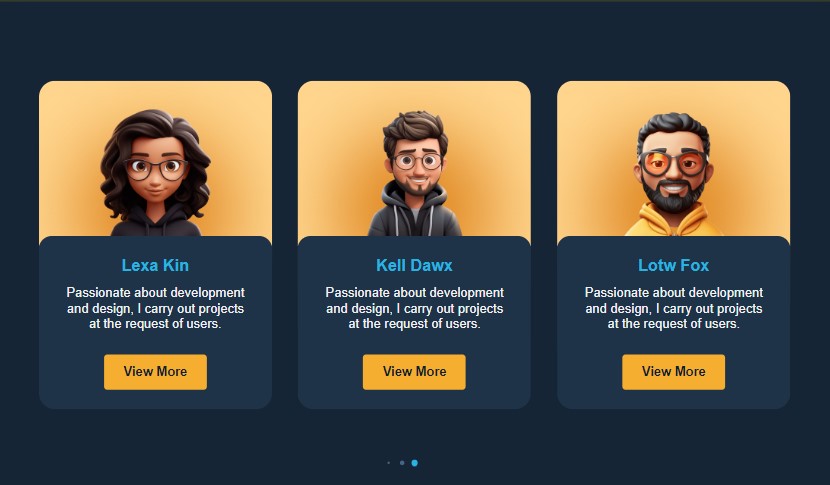 Lexa Kin
Passionate about development
and design, I carry out projects
at the request of users.
View More
Kell Dawx
Passionate about development
and design, I carry out projects
at the request of users.
View More
Lotw Fox
Passionate about development
and design, I carry out projects
at the request of users.
View More